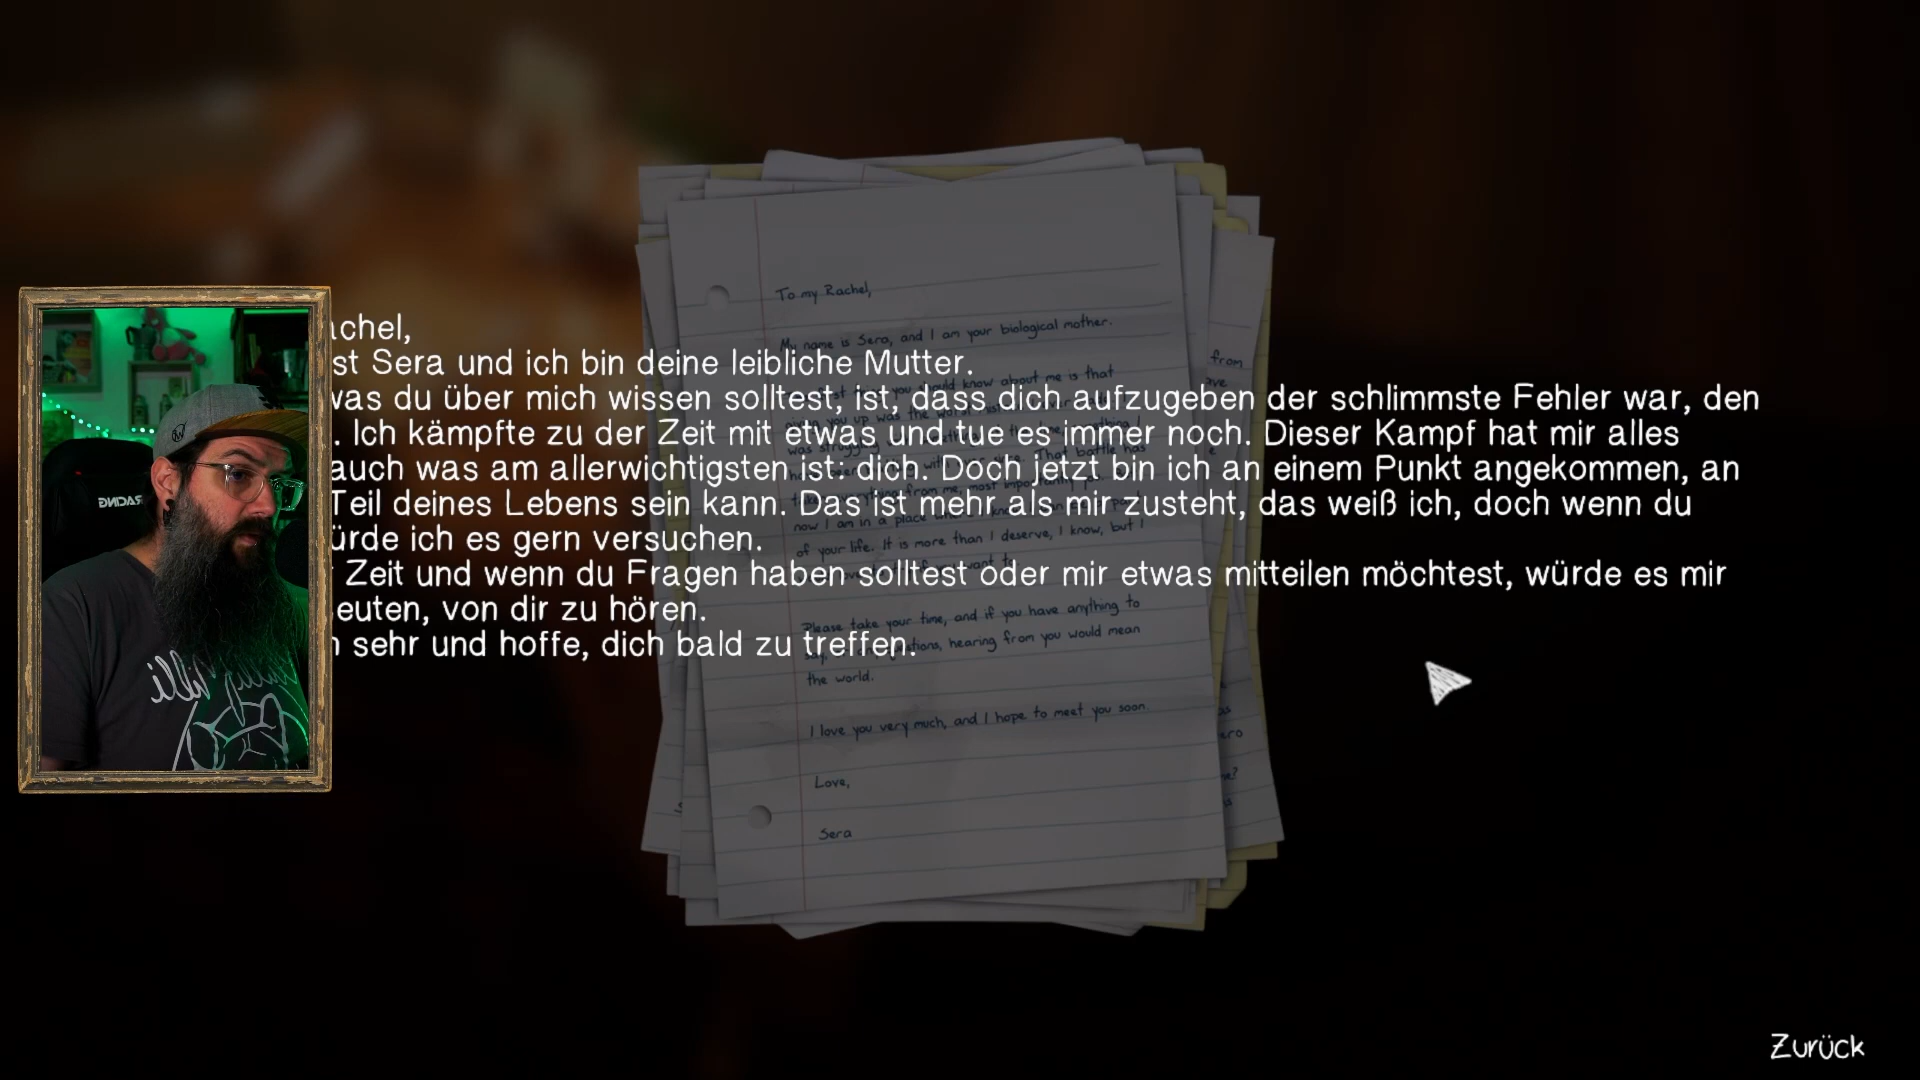 achel,
st Sera und ich bin deine leibliche Mutter.
was du über mich wissen solltest, ist, dass dich aufzugeben der schlimmste Fehler war, den
. Ich kämpfte zu der Zeit mit etwas und tue es immer noch. Dieser Kampf hat mir alles
auch was am allerwichtigsten ist: dich. Doch jetzt bin ich an einem Punkt angekommen, an
Teil deines Lebens sein kann. Das ist mehr als mir zusteht, das weiß ich, doch wenn du
ürde ich es gern versuchen.
Zeit und wenn du Fragen haben solltest oder mir etwas mitteilen möchtest, würde es mir
euten, von dir zu hören.
sehr und hoffe, dich bald zu treffen.
To my Rachel,
My name is Sera, and I am your biological mother.
know about me is that
of your life. It is more than I deserve, I know, but I
Please take your time, and if you have anything to
hearing from you would mean
the world.
I love you very much, and I hope to meet you soon.
Love,
Sera
from
RACING
Zurück